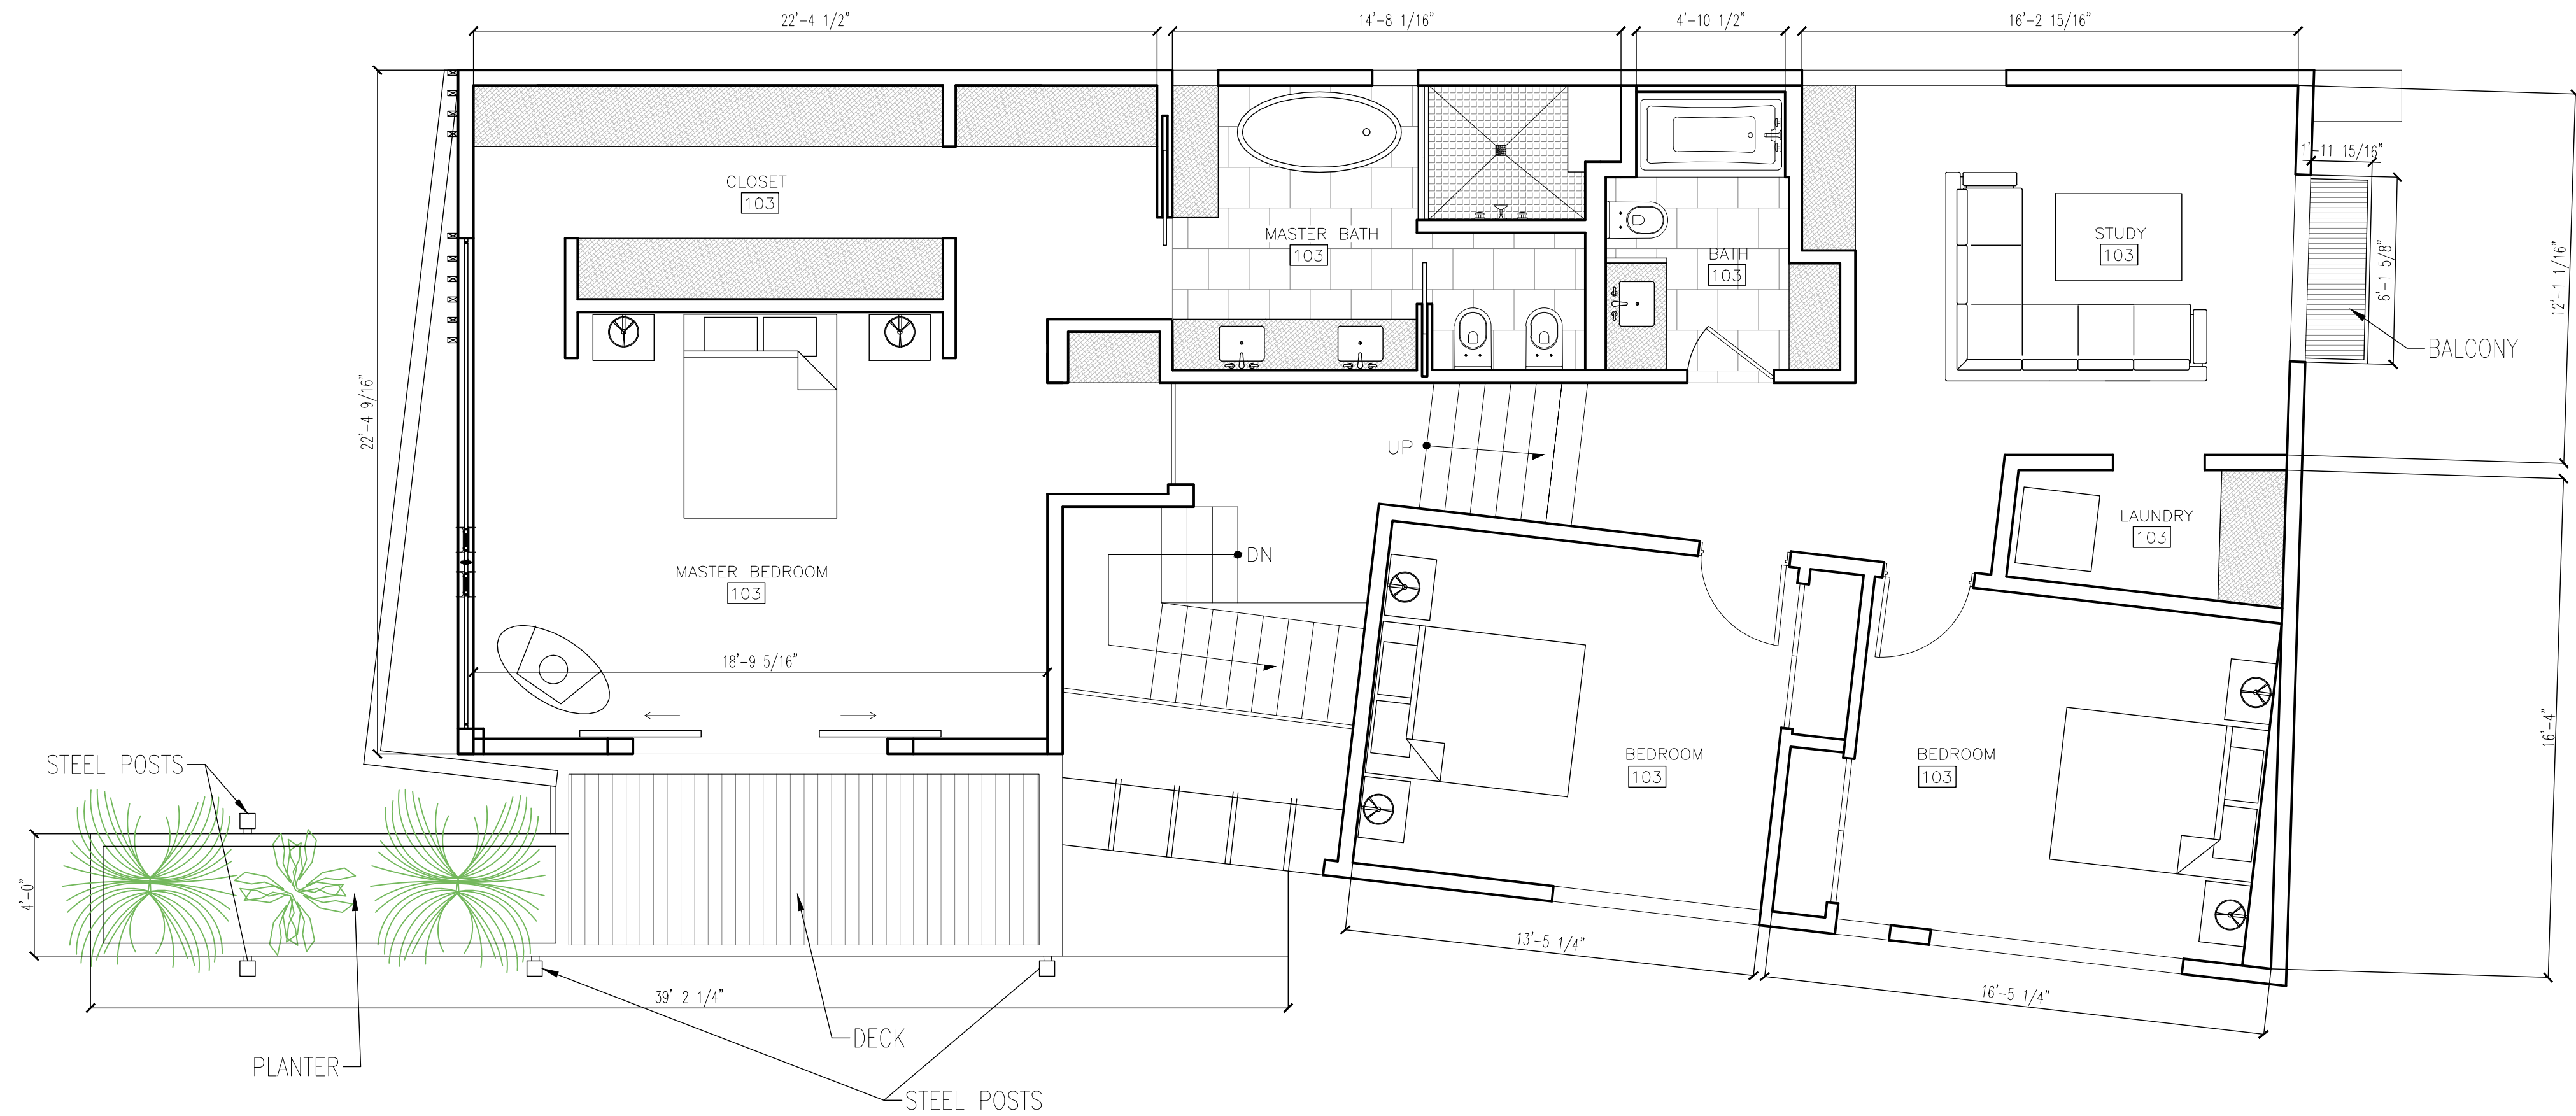 22'-4 1/2"
14'-8 1/16"
4'-10 1/2"
16'-2 15/16"
1'-11 15/16"
CLOSET
103
MASTER BATH
103
BATH
103
STUDY
103
6'-1 5/8"
12'-1 1/16"
BALCONY
22'-4 9/16"
UP
LAUNDRY
103
DN
MASTER BEDROOM
103
18'-9 5/16"
16'-4"
STEEL POSTS
BEDROOM
103
BEDROOM
103
4'-0"
13'-5 1/4"
16'-5 1/4"
39'-2 1/4"
DECK
PLANTER
STEEL POSTS